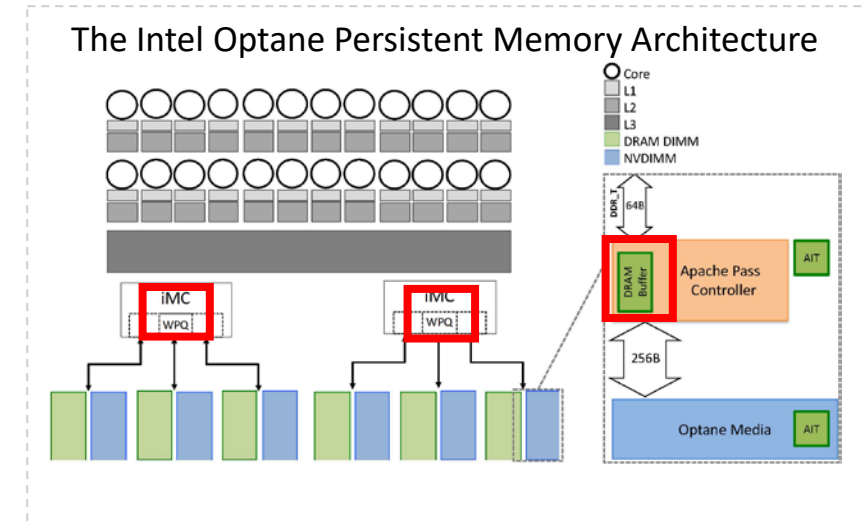 The Intel Optane Persistent Memory Architecture
Core
L1
L2
L3
DRAM DIMM
NVDIMM
DDR_T
64B
DRAM
Buffer
Apache Pass
Controller
AIT
iMC
WPQ
iMC
WPQ
256B
Optane Media
AIT